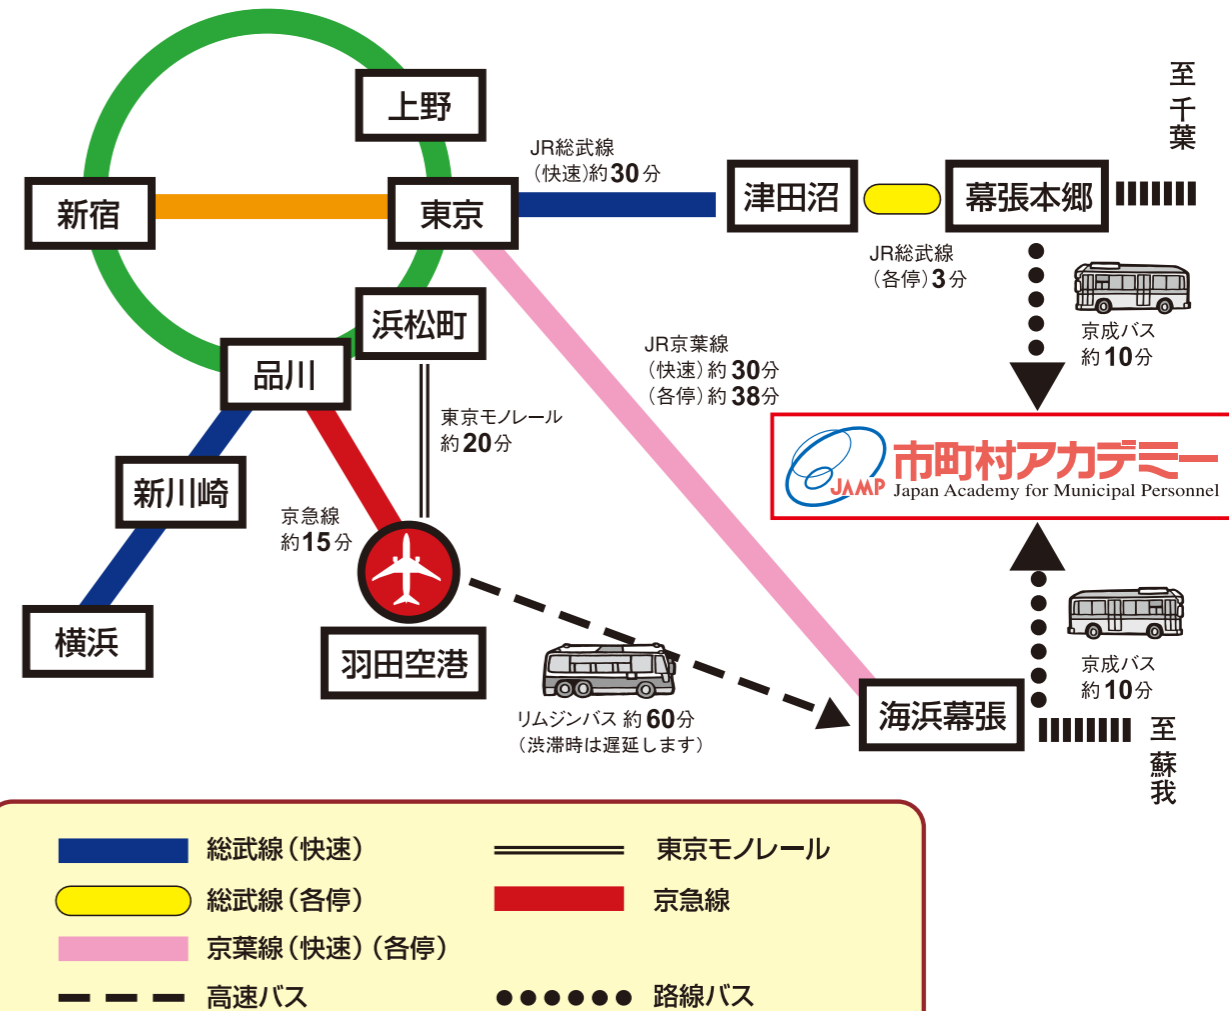 上野
至千葉
JR総武線
(快速)約30分
新宿
東京
津田沼
幕張本郷
JR総武線
(各停)3分
浜松町
京成バス
約10分
JR京葉線
(快速)約30分
(各停)約38分
品川
東京モノレール
約20分
JAMP
市町村アカデミー
Japan Academy for Municipal Personnel
新川崎
京急線
約15分
横浜
羽田空港
京成バス
約10分
リムジンバス 約60分
(渋滞時は遅延します)
海浜幕張
至蘇我
総武線(快速)
東京モノレール
総武線(各停)
京急線
京葉線(快速)(各停)
高速バス
路線バス